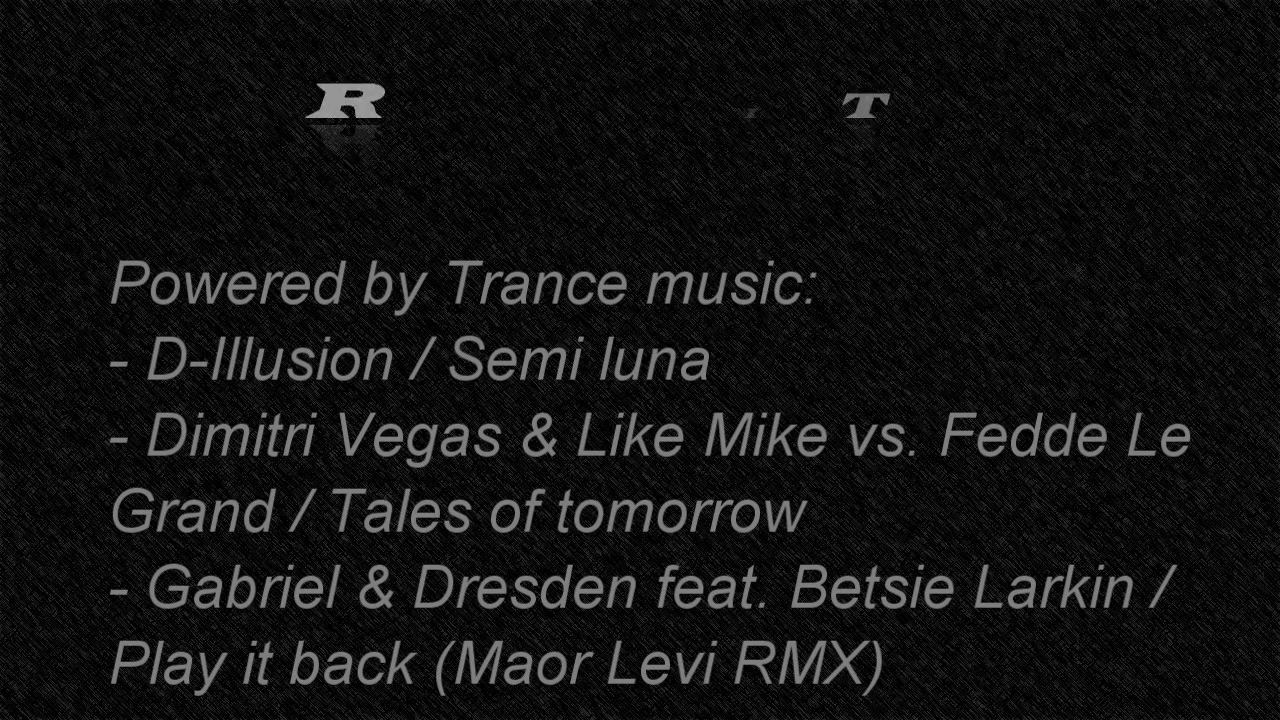 R T
Powered by Trance music:
- D-Illusion / Semi luna
- Dimitri Vegas & Like Mike vs. Fedde Le
Grand / Tales of tomorrow
- Gabriel & Dresden feat. Betsie Larkin /
Play it back (Maor Levi RMX)